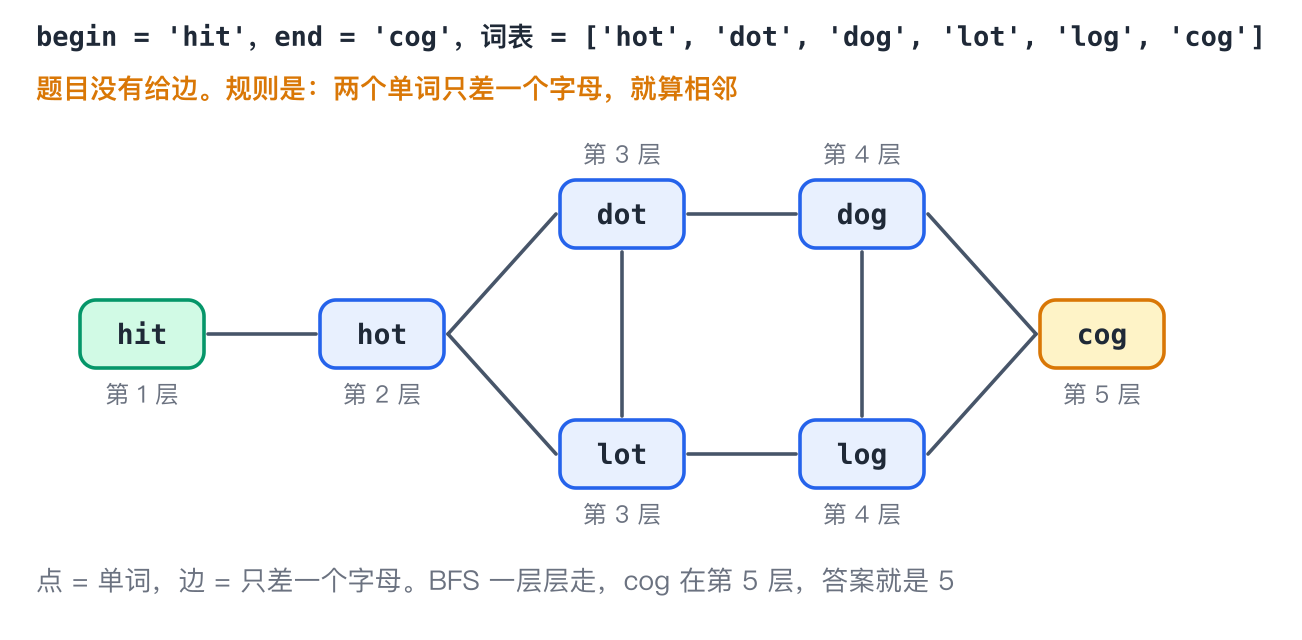 begin = 'hit', end = 'cog', 词表 = ['hot', 'dot', 'dog', 'lot', 'log', 'cog']
题目没有给边。规则是：两个单词只差一个字母，就算相邻
第 3 层
第 4 层
dot
dog
hit
hot
cog
第 1 层
第 2 层
第 5 层
lot
log
第 3 层
第 4 层
点 = 单词，边 = 只差一个字母。BFS 一层层走，cog 在第 5 层，答案就是 5